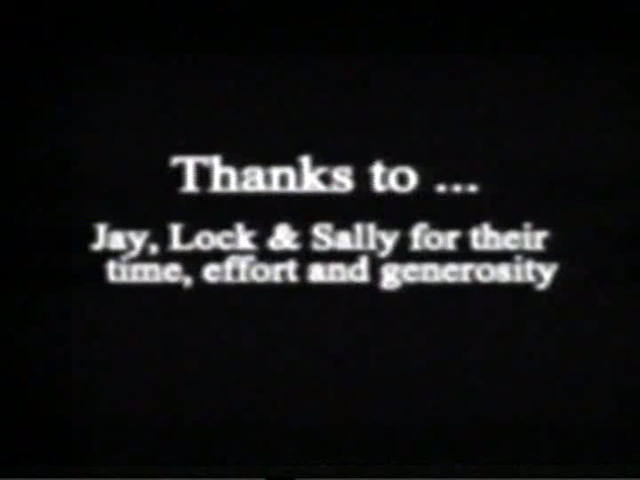 Thanks to ...
Jay, Lock & Sally for their
time, effort and generosity